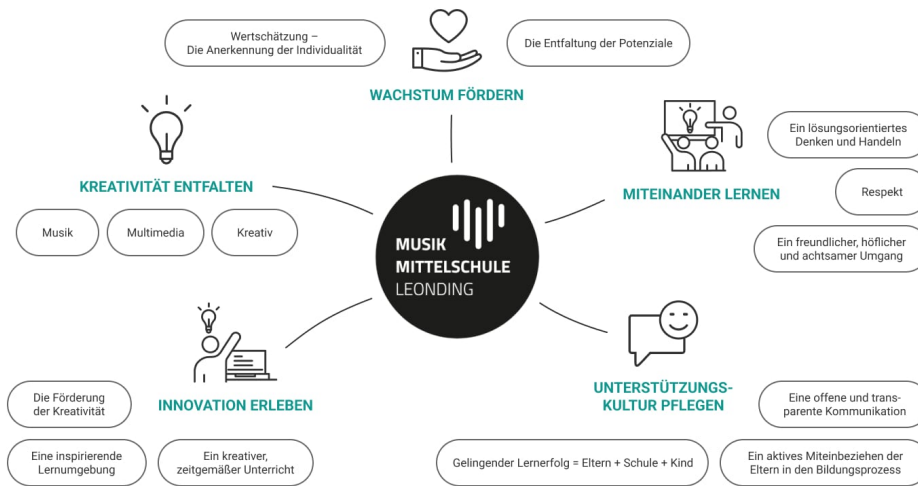 Wertschätzung –
Die Anerkennung der Individualität
Die Entfaltung der Potenziale
WACHSTUM FÖRDERN
KREATIVITÄT ENTFALTEN
Musik
Multimedia
Kreativ
MITEINANDER LERNEN
Ein lösungsorientiertes
Denken und Handeln
Respekt
Ein freundlicher, höflicher
und achtsamer Umgang
MUSIK
MITTELSCHULE
LEONDING
INNOVATION ERLEBEN
Die Förderung
der Kreativität
Eine inspirierende
Lernumgebung
Ein kreativer,
zeitgemäßer Unterricht
UNTERSTÜTZUNGS-
KULTUR PFLEGEN
Eine offene und trans-
parente Kommunikation
Gelingender Lernerfolg = Eltern + Schule + Kind
Ein aktives Miteinbeziehen der
Eltern in den Bildungsprozess